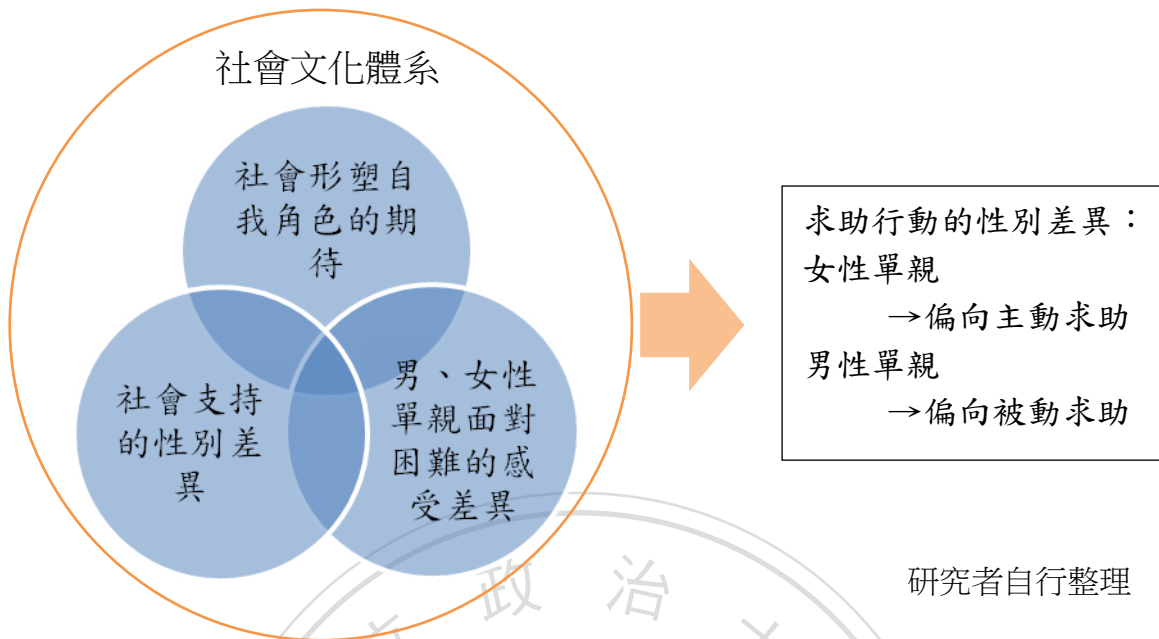 社會文化體系
社會形塑自
我角色的期
待
社會支持
的性別差
異
男、女性
單親面對
困難的感
受差異
求助行動的性別差異：
女性單親
→偏向主動求助
男性單親
→偏向被動求助
研究者自行整理
政 治